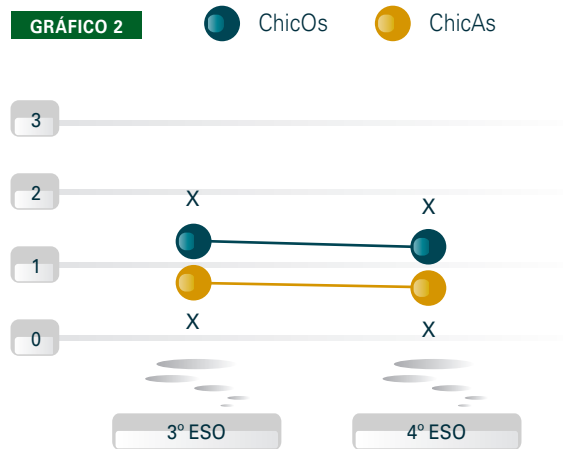 GRÁFICO 2 ChicOs ChicAs
3
2
X X
1
X X
0
3º ESO 4º ESO